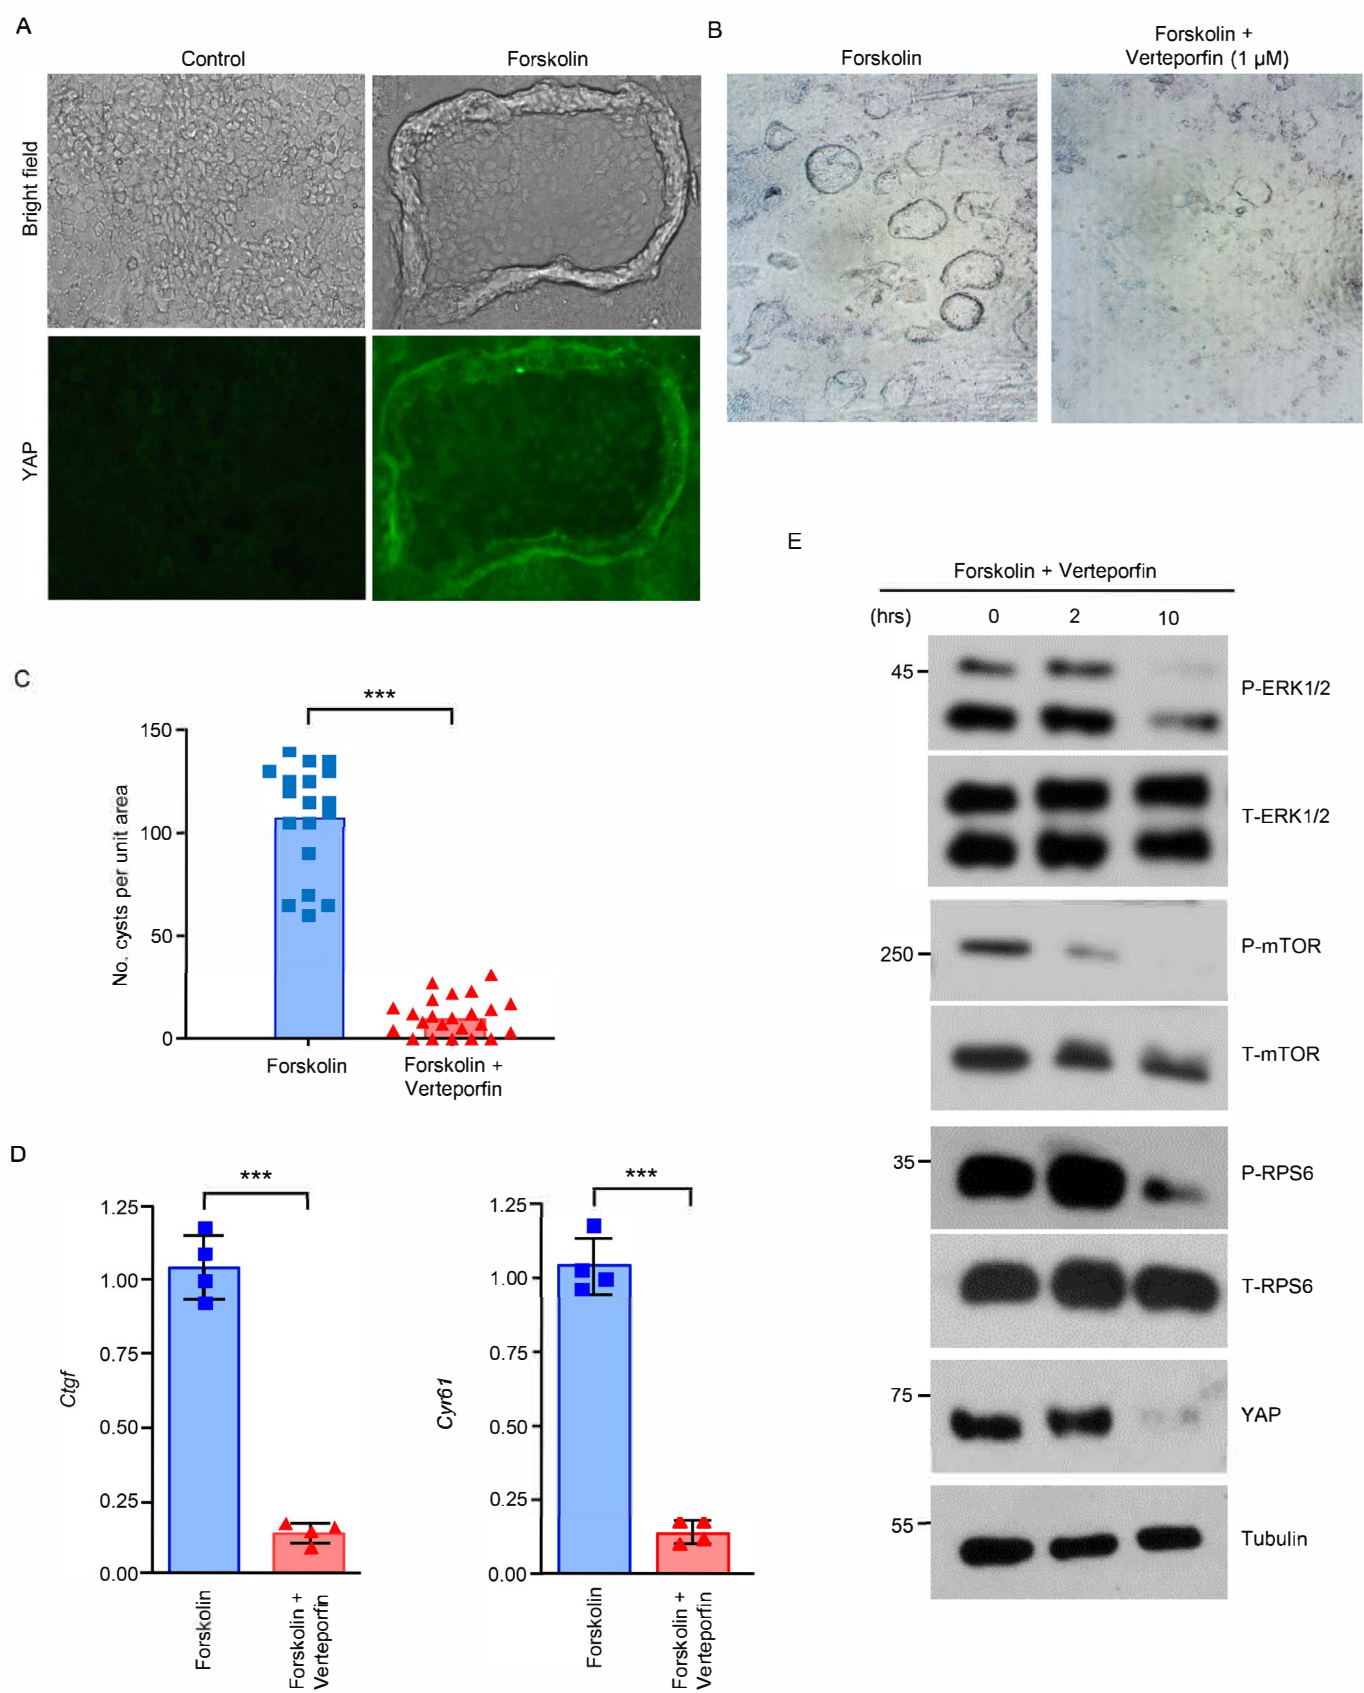 A
Control
Forskolin
Bright field
YAP
B
Forskolin
Forskolin +
Verteporfin (1 µM)
C
***
No. cysts per unit area
150
100
50
0
Forskolin
Forskolin +
Verteporfin
D
***
Ctgf
1.25
1.00
0.75
0.50
0.25
0.00
Forskolin
Forskolin +
Verteporfin
***
Cyr61
1.25
1.00
0.75
0.50
0.25
0.00
Forskolin
Forskolin +
Verteporfin
E
Forskolin + Verteporfin
(hrs) 0 2 10
45 P-ERK1/2
T-ERK1/2
250 P-mTOR
T-mTOR
35 P-RPS6
T-RPS6
75 YAP
55 Tubulin